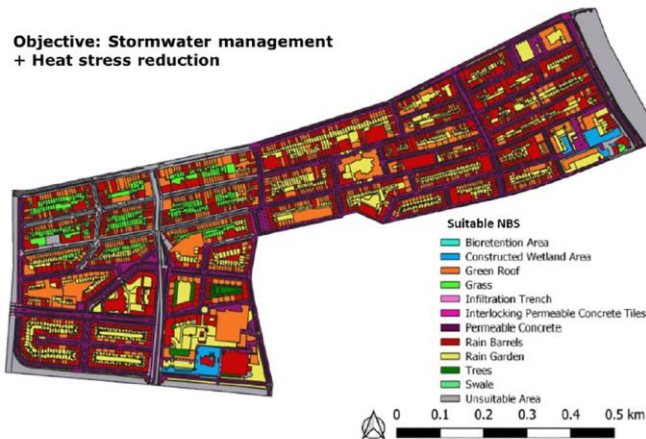 Objective: Stormwater management
+ Heat stress reduction
Suitable NBS
Bioretention Area
Constructed Wetland Area
Green Roof
Grass
Infiltration Trench
Interlocking Permeable Concrete Tiles
Permeable Concrete
Rain Barrels
Rain Garden
Trees
Swale
Unsuitable Area
0 0.1 0.2 0.3 0.4 0.5 km